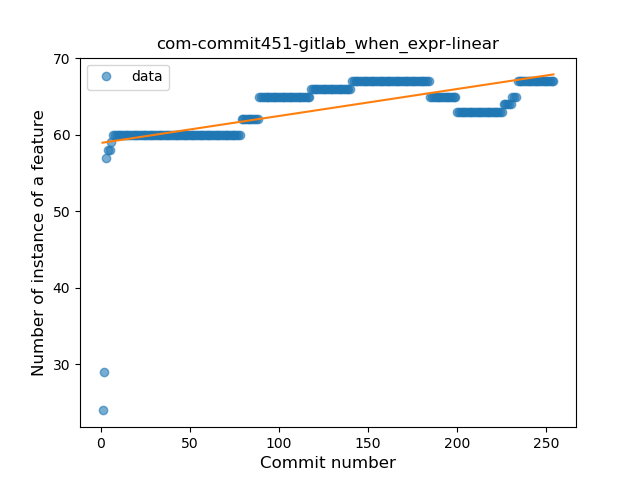 com-commit451-gitlab_when_expr-linear
data
Number of instance of a feature
70
60
50
40
30
0
50
100
150
200
250
Commit number